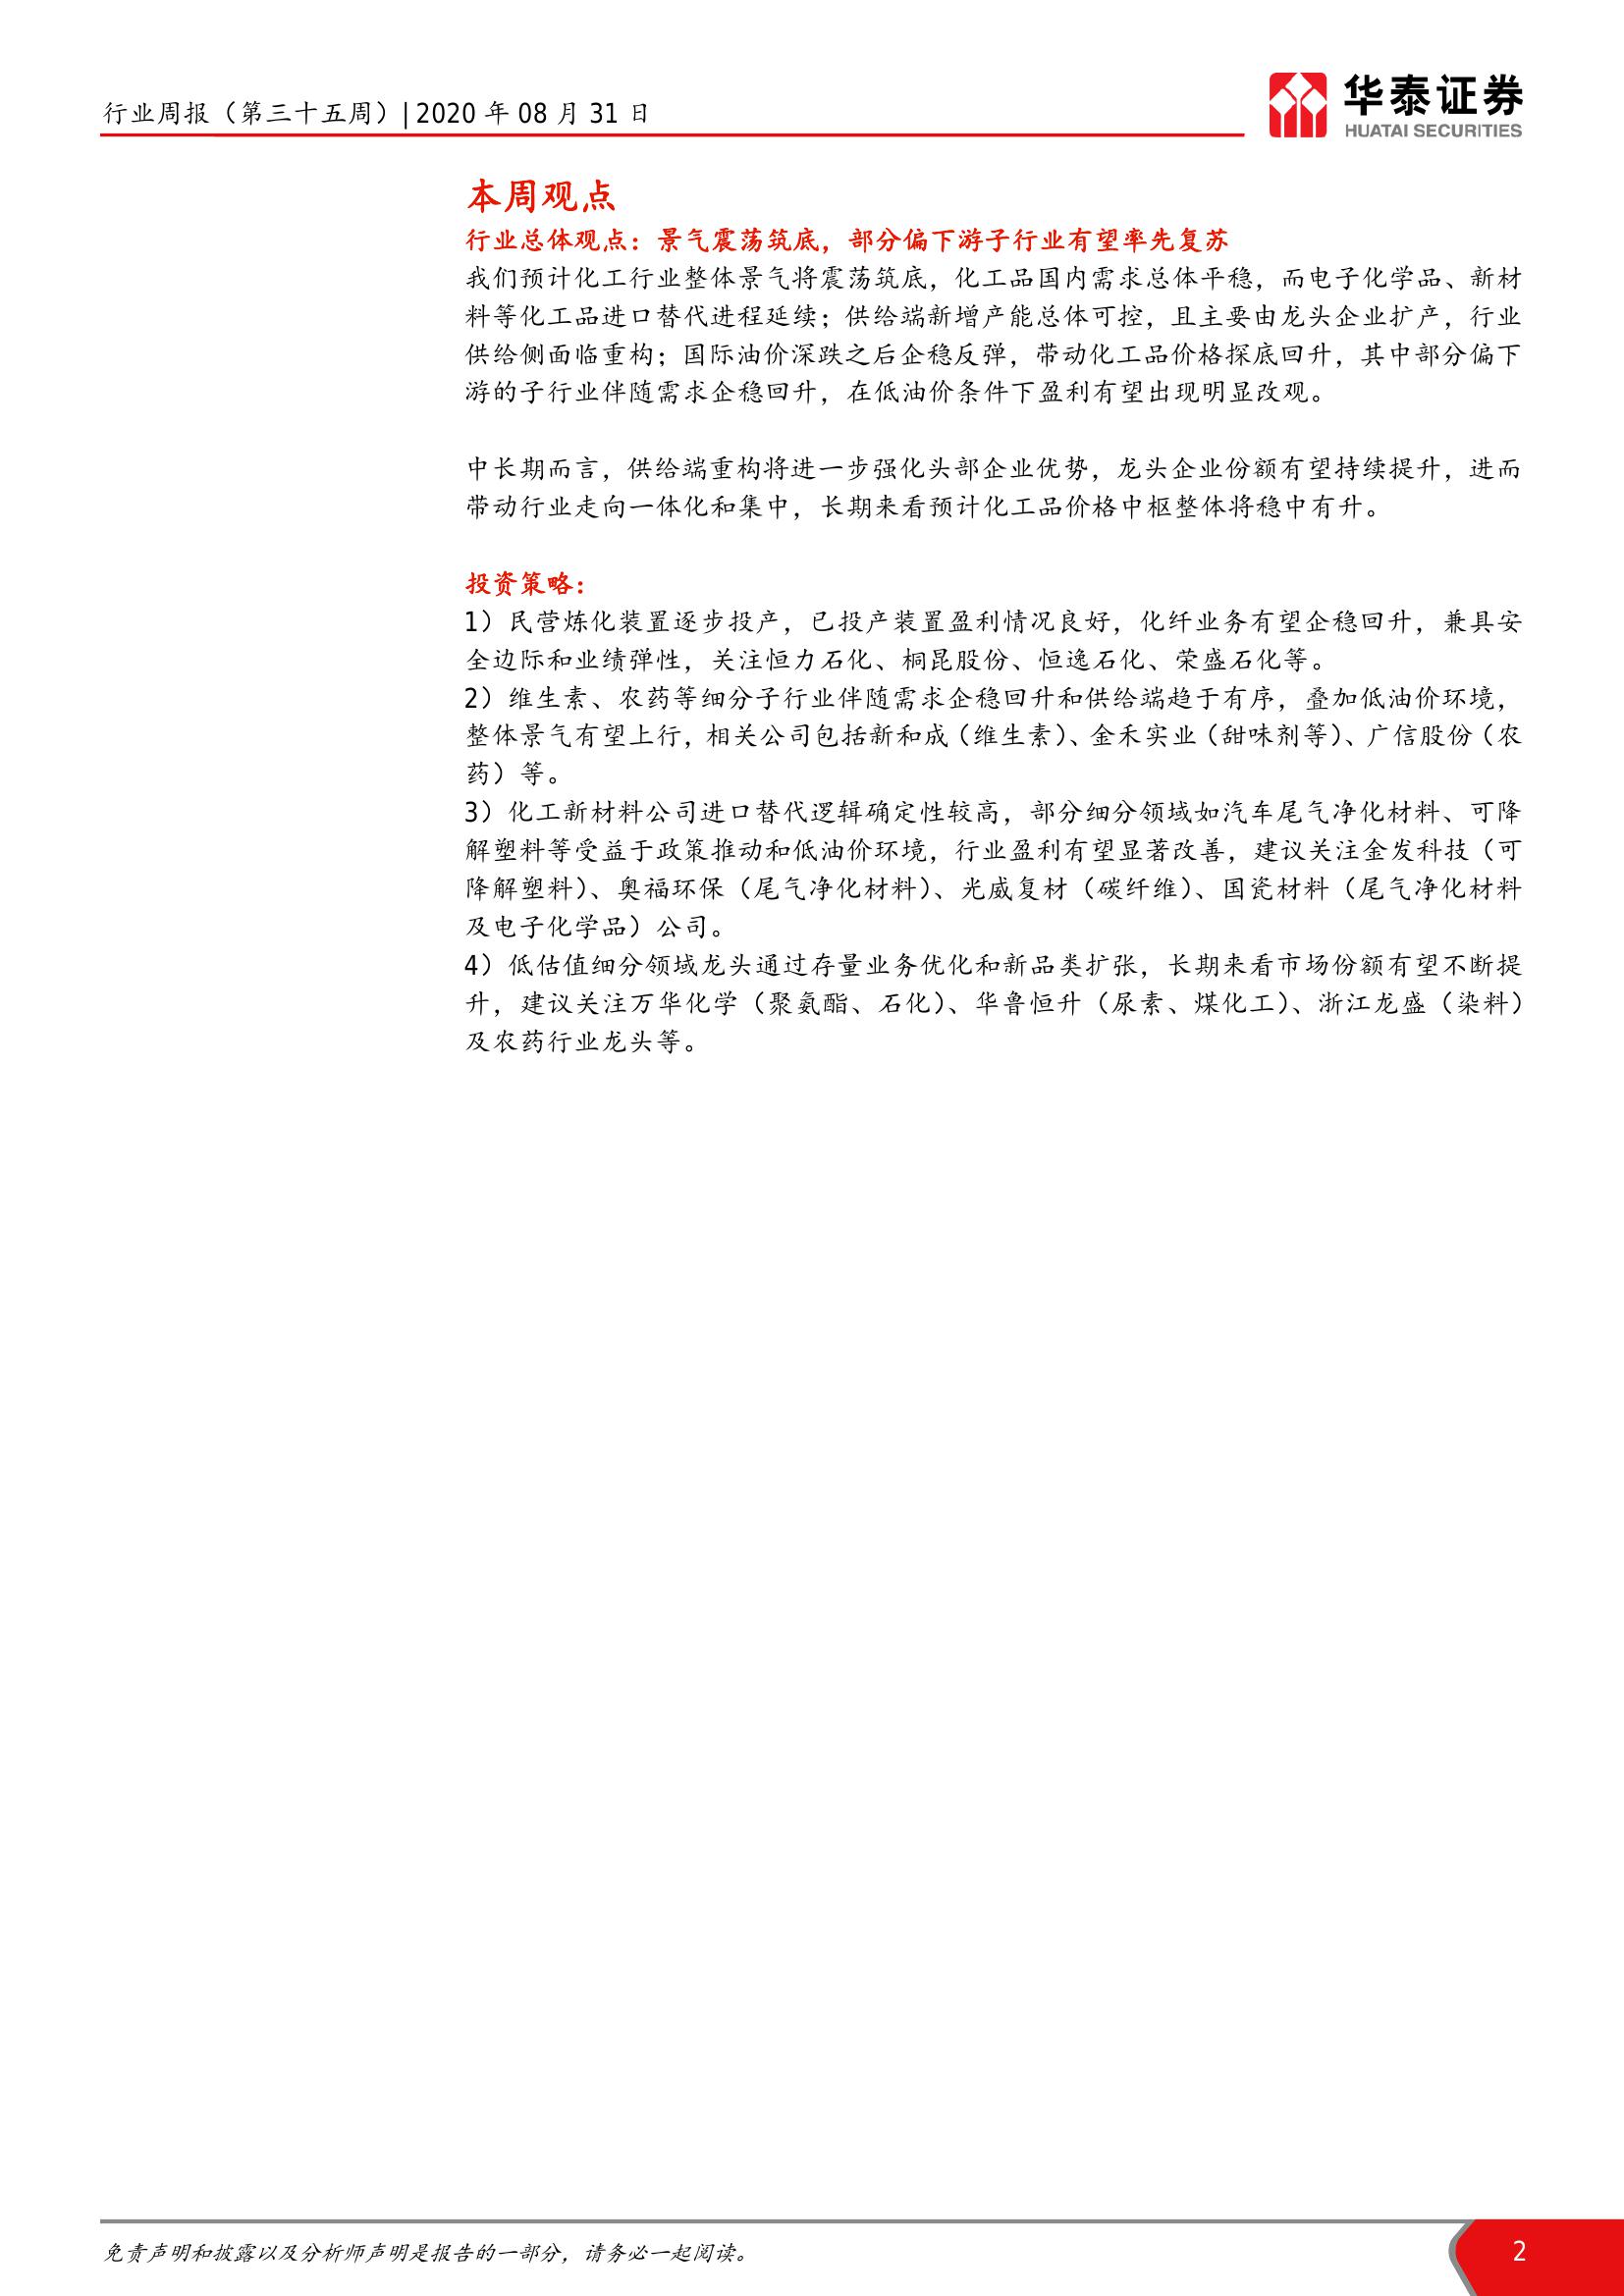 行业周报（第三十五周）| 2020 年 08 月 31 日
华泰证券
HUATAI SECURITIES
本周观点
行业总体观点：景气震荡筑底，部分偏下游子行业有望率先复苏
我们预计化工行业整体景气将震荡筑底，化工品国内需求总体平稳，而电子化学品、新材
料等化工品进口替代进程延续；供给端新增产能总体可控，且主要由龙头企业扩产，行业
供给侧面临重构；国际油价深跌之后企稳反弹，带动化工品价格探底回升，其中部分偏下
游的子行业伴随需求企稳回升，在低油价条件下盈利有望出现明显改观。
中长期而言，供给端重构将进一步强化头部企业优势，龙头企业份额有望持续提升，进而
带动行业走向一体化和集中，长期来看预计化工品价格中枢整体将稳中有升。
投资策略：
1）民营炼化装置逐步投产，已投产装置盈利情况良好，化纤业务有望企稳回升，兼具安
全边际和业绩弹性，关注恒力石化、桐昆股份、恒逸石化、荣盛石化等。
2）维生素、农药等细分子行业伴随需求企稳回升和供给端趋于有序，叠加低油价环境，
整体景气有望上行，相关公司包括新和成（维生素）、金禾实业（甜味剂等）、广信股份（农
药）等。
3）化工新材料公司进口替代逻辑确定性较高，部分细分领域如汽车尾气净化材料、可降
解塑料等受益于政策推动和低油价环境，行业盈利有望显著改善，建议关注金发科技（可
降解塑料）、奥福环保（尾气净化材料）、光威复材（碳纤维）、国瓷材料（尾气净化材料
及电子化学品）公司。
4）低估值细分领域龙头通过存量业务优化和新品类扩张，长期来看市场份额有望不断提
升，建议关注万华化学（聚氨酯、石化）、华鲁恒升（尿素、煤化工）、浙江龙盛（染料）
及农药行业龙头等。
免责声明和披露以及分析师声明是报告的一部分，请务必一起阅读。
2